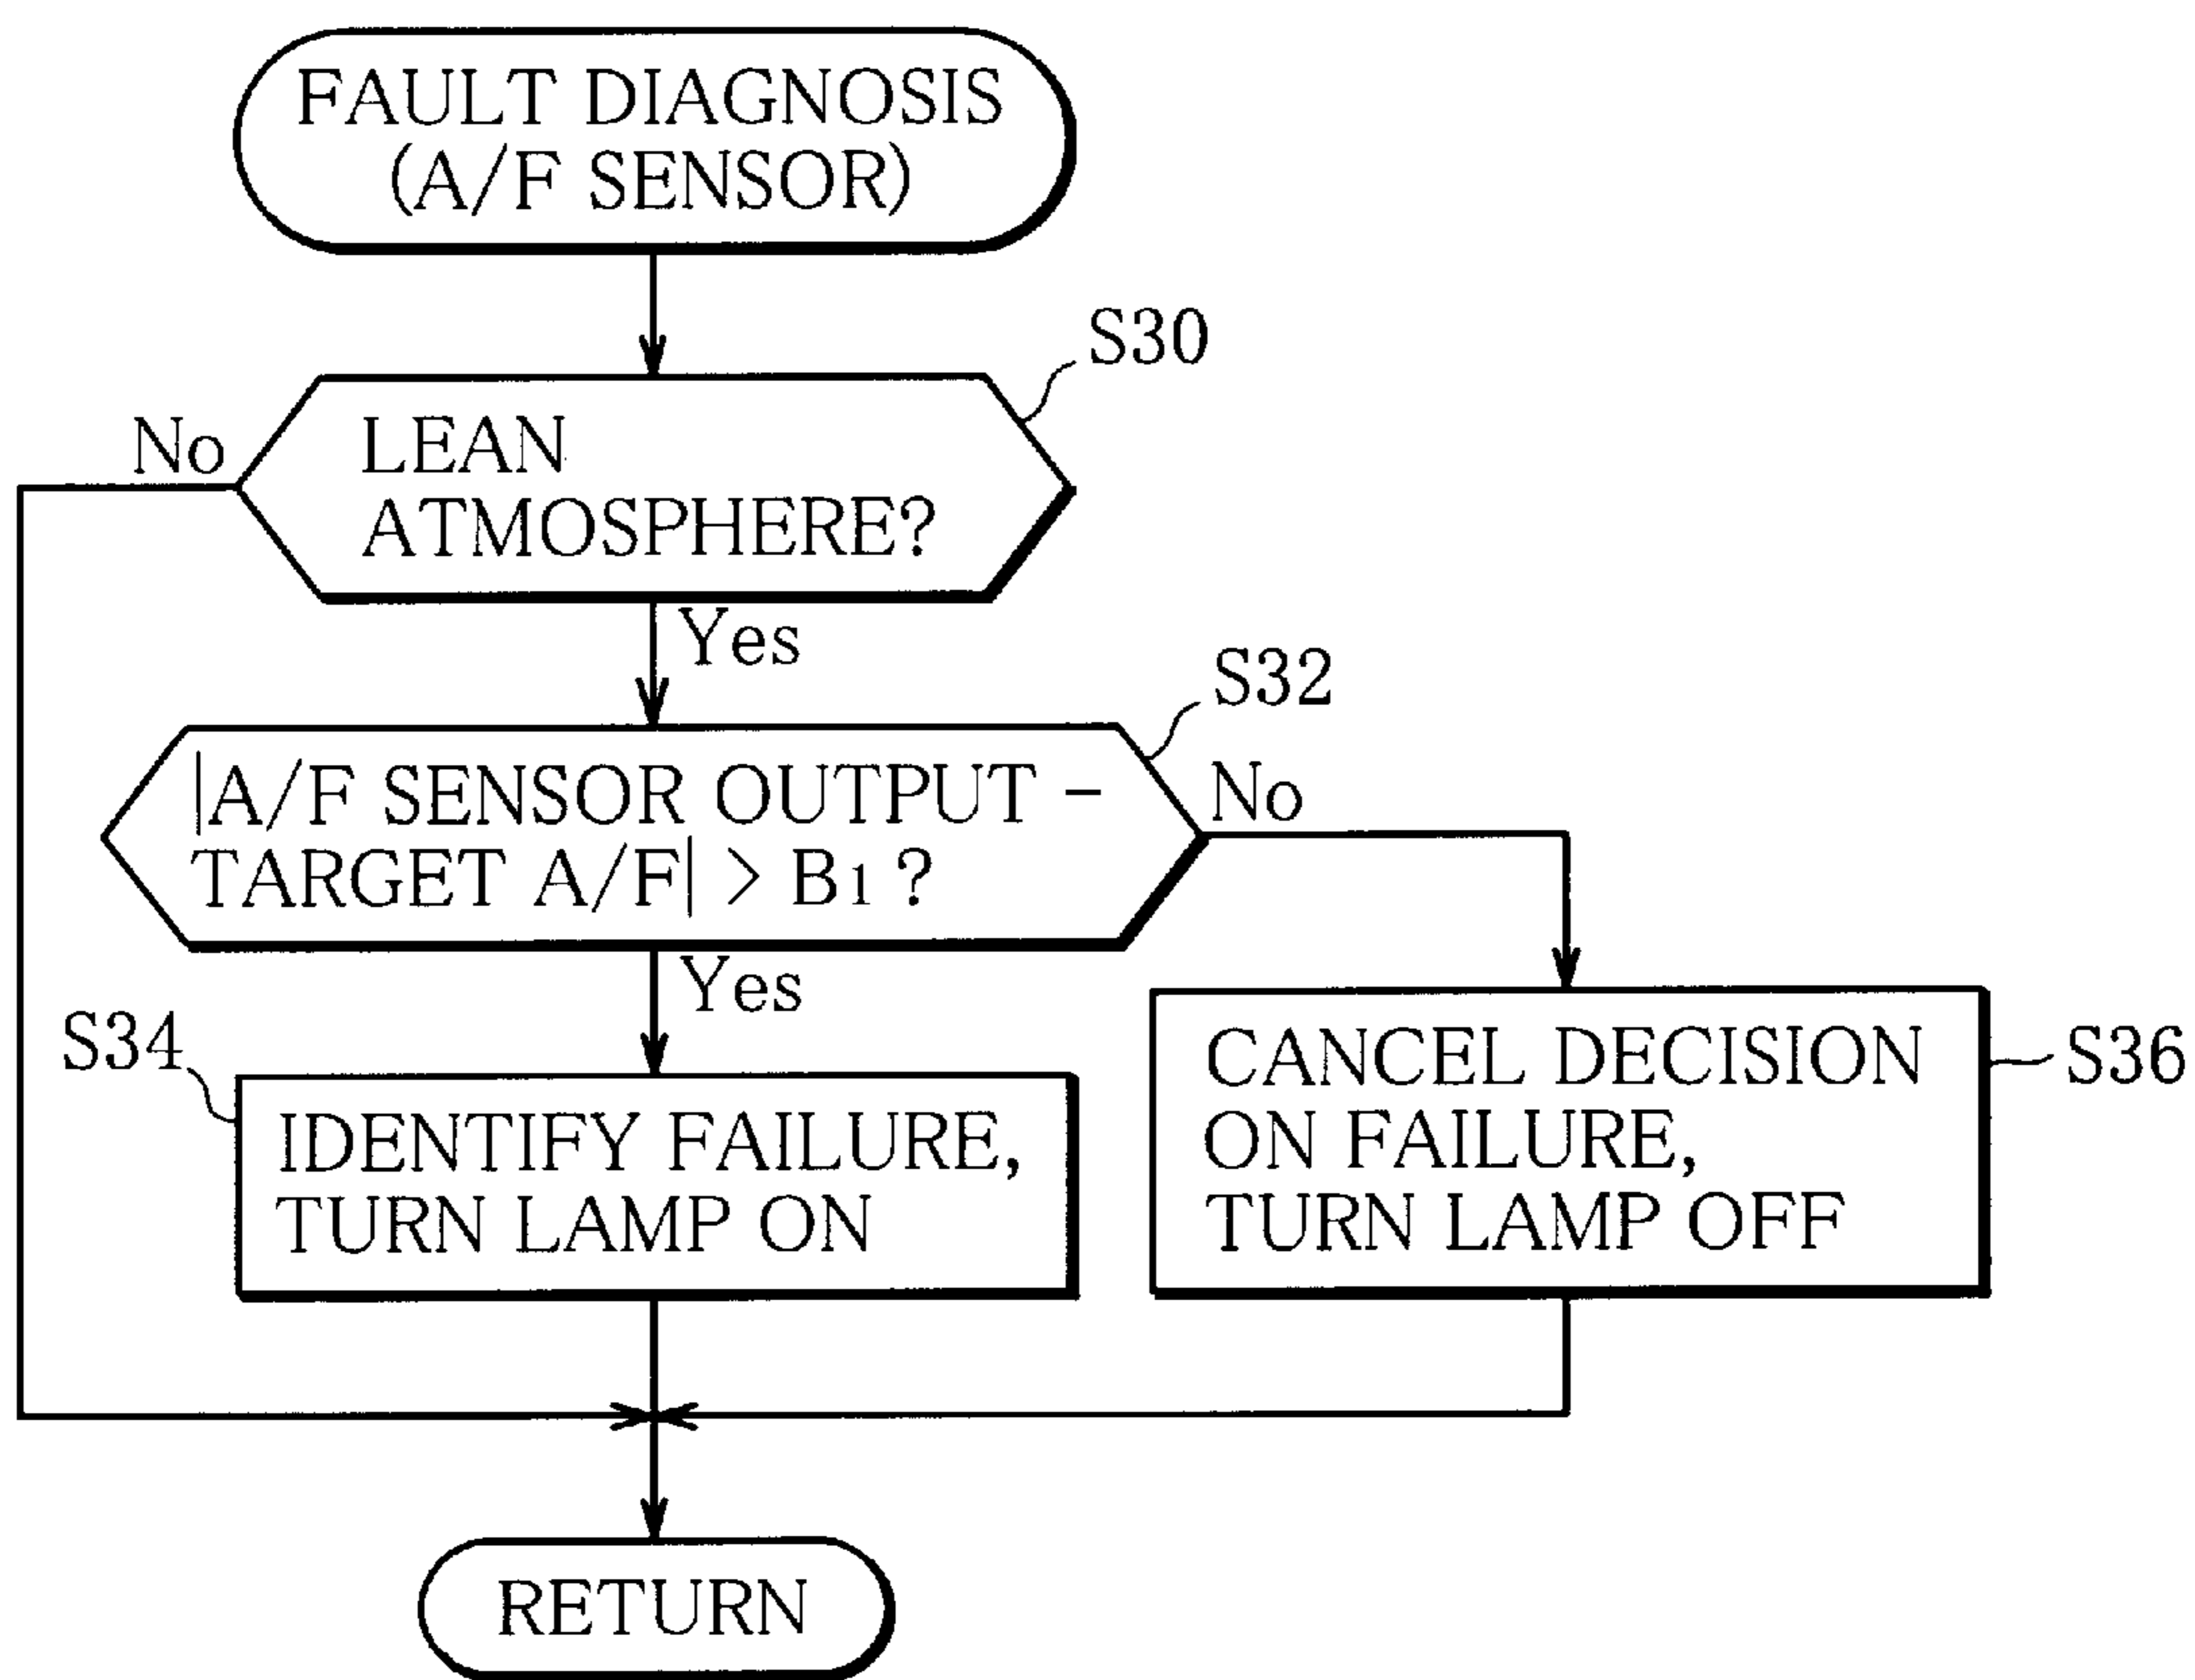 FAULT DIAGNOSIS
(A/F SENSOR)
S30
No
LEAN
ATMOSPHERE?
Yes
S32
|A/F SENSOR OUTPUT -
TARGET A/F| > B1 ?
No
Yes
S34
IDENTIFY FAILURE,
TURN LAMP ON
CANCEL DECISION
ON FAILURE,
TURN LAMP OFF
S36
RETURN